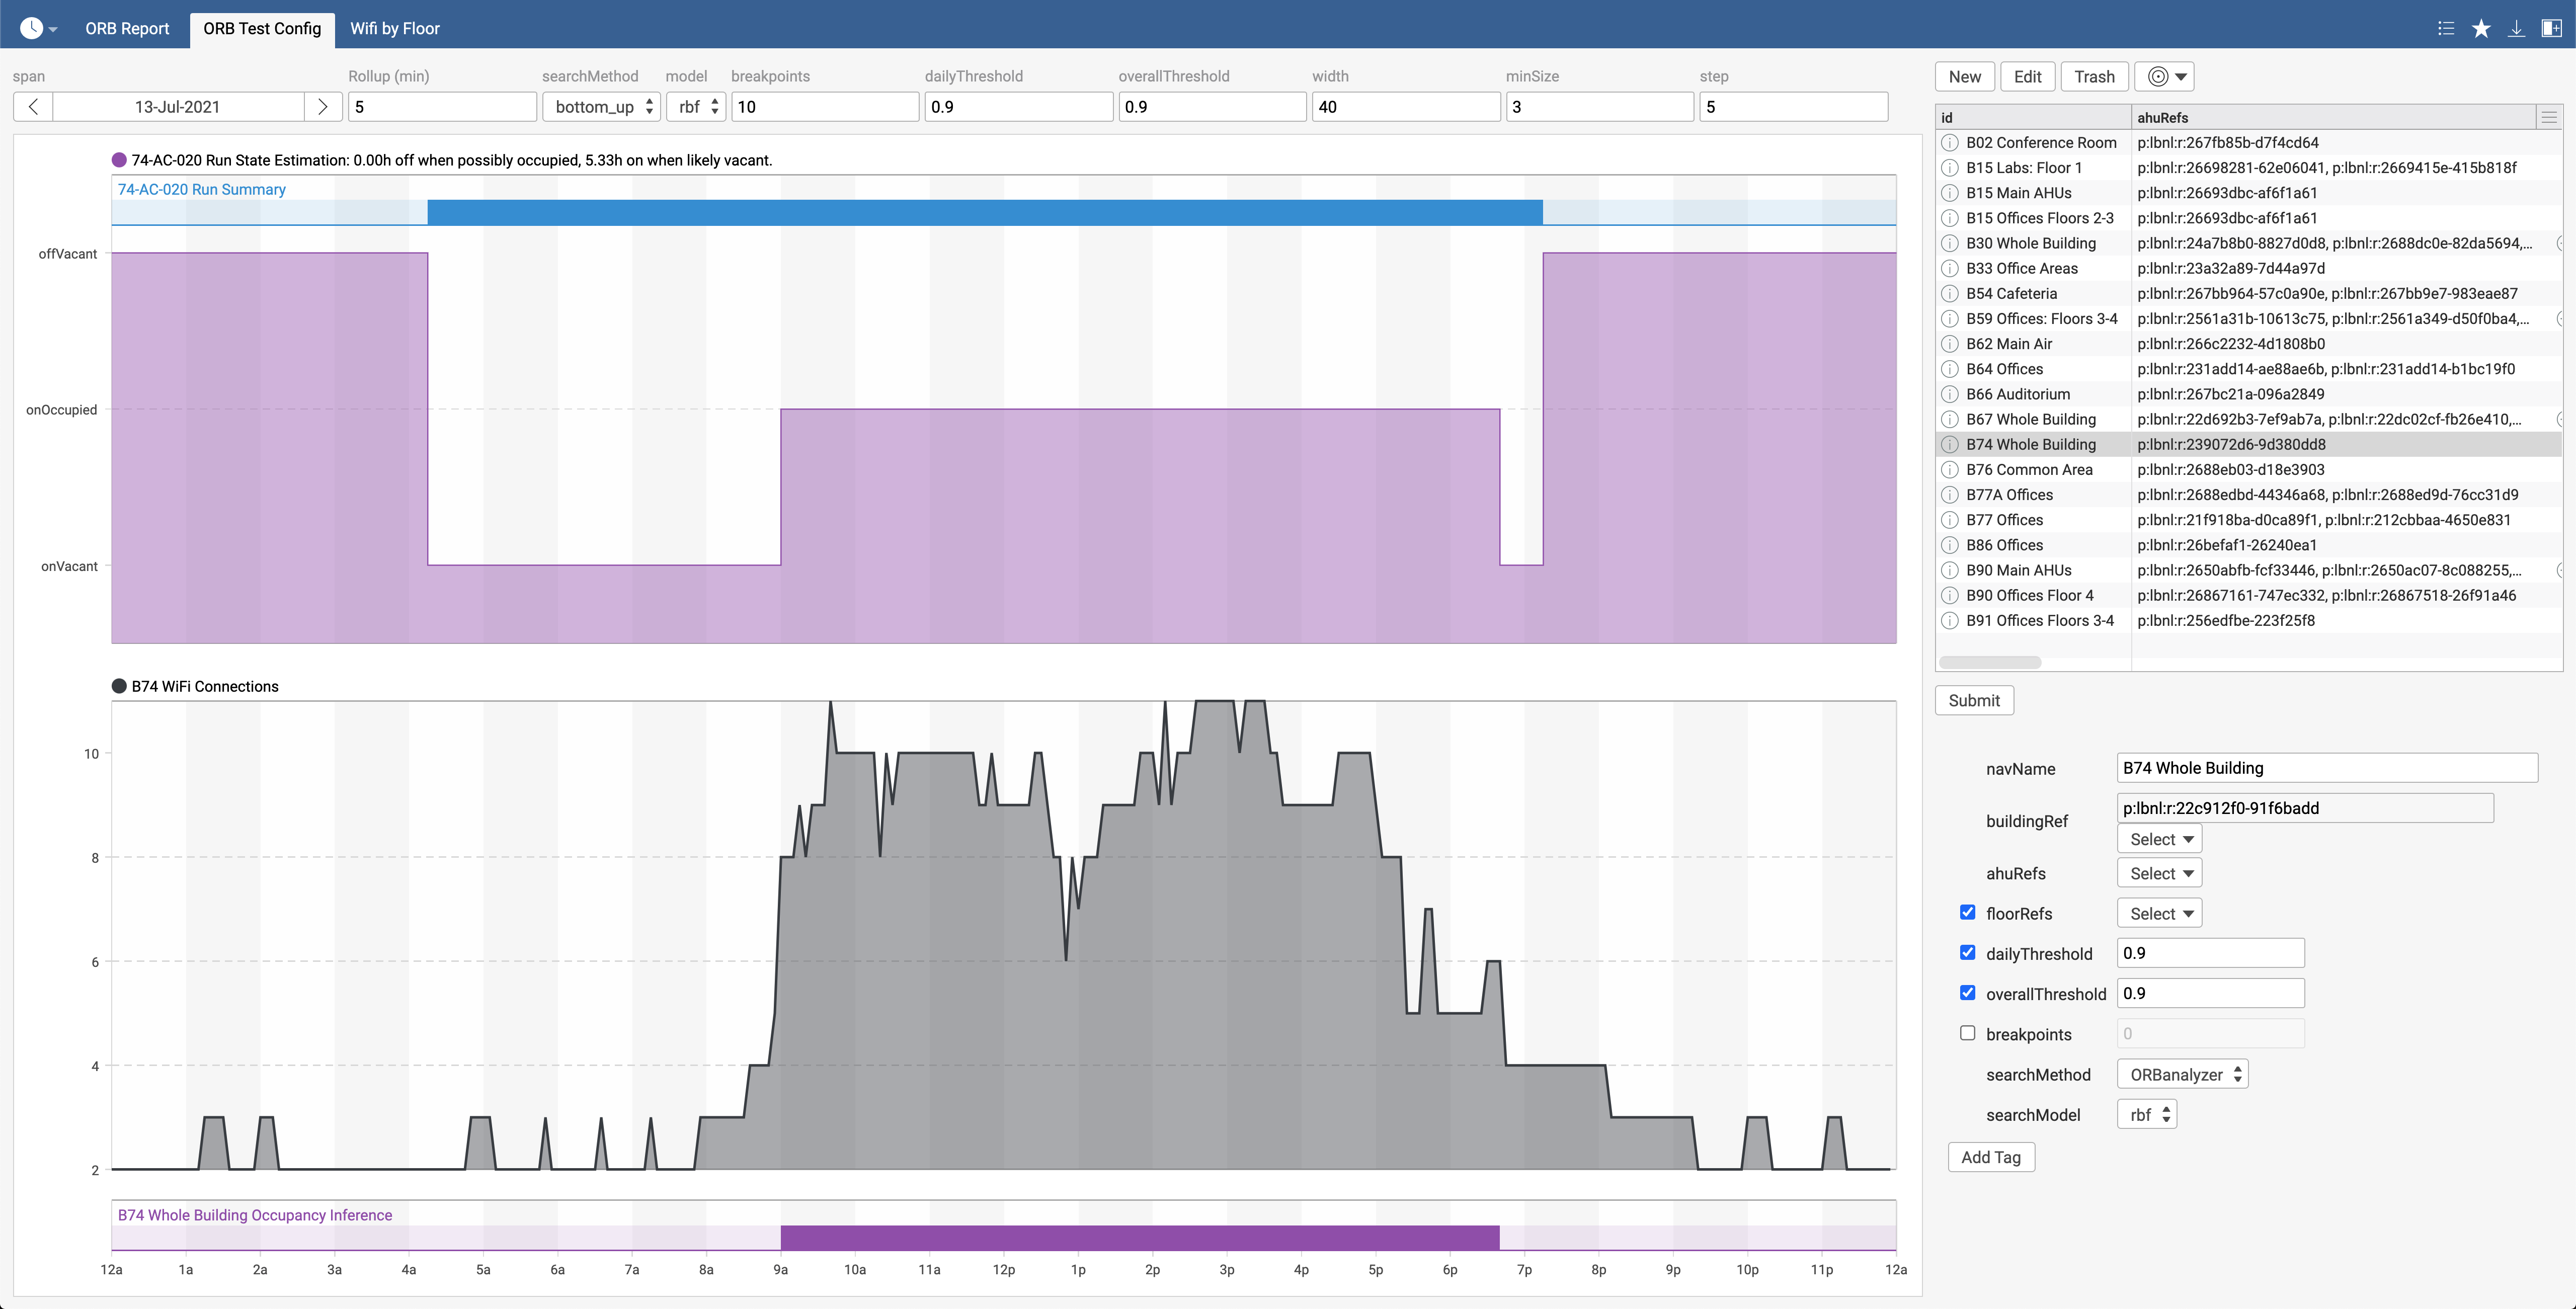 ORB Report
ORB Test Config
Wifi by Floor
span
Rollup (min)
searchMethod
model
breakpoints
dailyThreshold
overallThreshold
width
minSize
step
13-Jul-2021
5
bottom_up
rbf
10
0.9
0.9
40
3
5
74-AC-020 Run State Estimation: 0.00h off when possibly occupied, 5.33h on when likely vacant.
74-AC-020 Run Summary
offVacant
onOccupied
onVacant
B74 WiFi Connections
10
8
6
4
2
B74 Whole Building Occupancy Inference
12a 1a 2a 3a 4a 5a 6a 7a 8a 9a 10a 11a 12p 1p 2p 3p 4p 5p 6p 7p 8p 9p 10p 11p 12a
New
Edit
Trash
id ahuRefs
B02 Conference Room p:lbnl:r:267fb85b-d7f4cd64
B15 Labs: Floor 1 p:lbnl:r:26698281-62e06041, p:lbnl:r:2669415e-415b818f
B15 Main AHUs p:lbnl:r:26693dbc-af6f1a61
B15 Offices Floors 2-3 p:lbnl:r:26693dbc-af6f1a61
B30 Whole Building p:lbnl:r:24a7b8b0-8827d0d8, p:lbnl:r:2688dc0e-82da5694,...
B33 Office Areas p:lbnl:r:23a32a89-7d44a97d
B54 Cafeteria p:lbnl:r:267bb964-57c0a90e, p:lbnl:r:267bb9e7-983eae87
B59 Offices: Floors 3-4 p:lbnl:r:2561a31b-10613c75, p:lbnl:r:2561a349-d50f0ba4,...
B62 Main Air p:lbnl:r:266c2232-4d1808b0
B64 Offices p:lbnl:r:231add14-ae88ae6b, p:lbnl:r:231add14-b1bc19f0
B66 Auditorium p:lbnl:r:267bc21a-096a2849
B67 Whole Building p:lbnl:r:22d692b3-7ef9ab7a, p:lbnl:r:22dc02cf-fb26e410,...
B74 Whole Building p:lbnl:r:239072d6-9d380dd8
B76 Common Area p:lbnl:r:2688eb03-d18e3903
B77A Offices p:lbnl:r:2688edbd-44346a68, p:lbnl:r:2688ed9d-76cc31d9
B77 Offices p:lbnl:r:21f918ba-d0ca89f1, p:lbnl:r:212cbbaa-4650e831
B86 Offices p:lbnl:r:26befaf1-26240ea1
B90 Main AHUs p:lbnl:r:2650abfb-fcf33446, p:lbnl:r:2650ac07-8c088255,...
B90 Offices Floor 4 p:lbnl:r:26867161-747ec332, p:lbnl:r:26867518-26f91a46
B91 Offices Floors 3-4 p:lbnl:r:256edfbe-223f25f8
Submit
navName B74 Whole Building
buildingRef p:lbnl:r:22c912f0-91f6badd
Select
ahuRefs Select
floorRefs Select
dailyThreshold 0.9
overallThreshold 0.9
breakpoints 0
searchMethod ORBanalyzer
searchModel rbf
Add Tag